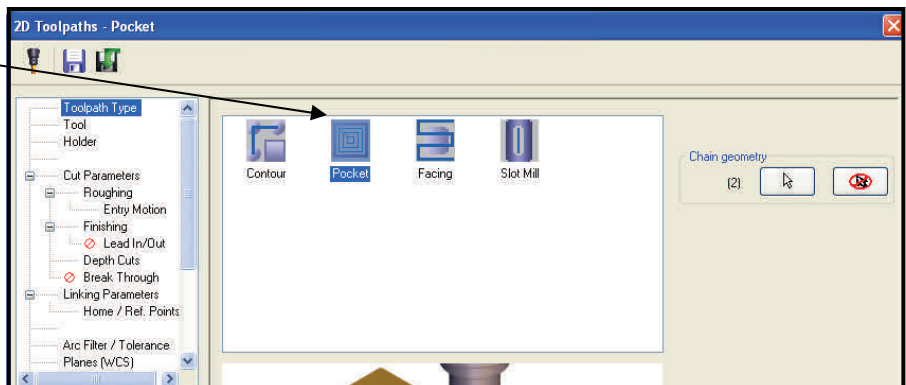 2D Toolpaths - Pocket
Toolpath Type
Tool
Holder
Cut Parameters
Roughing
Entry Motion
Finishing
Lead In/Out
Depth Cuts
Break Through
Linking Parameters
Home / Ref. Points
Arc Filter / Tolerance
Planes (WCS)
Contour
Pocket
Facing
Slot Mill
Chain geometry
(2)